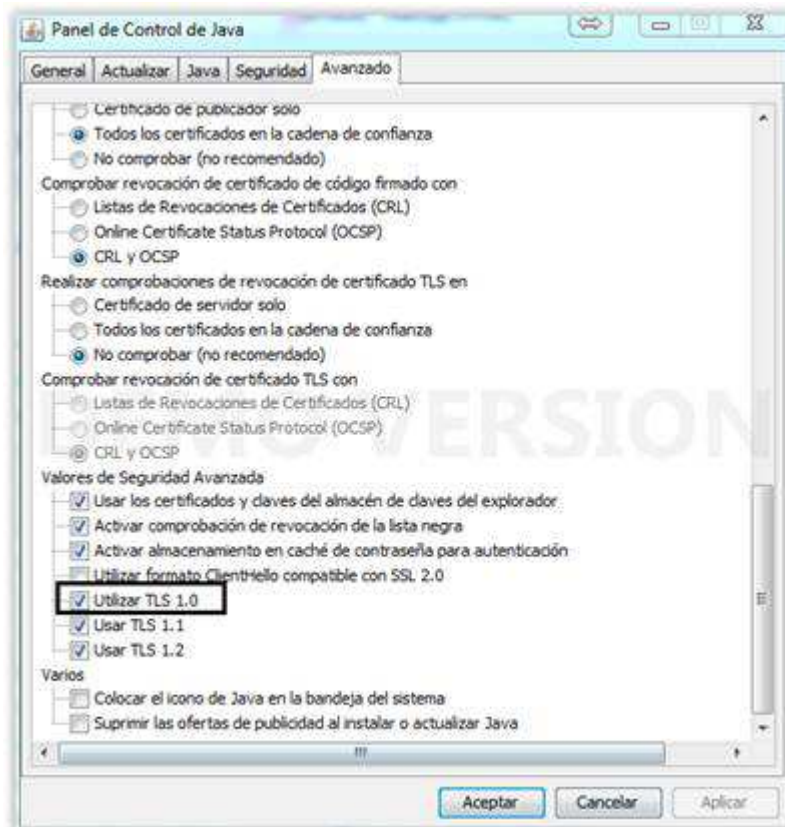 Panel de Control de Java
General Actualizar Java Seguridad Avanzado
Certificado de publicador solo
Todos los certificados en la cadena de confianza
No comprobar (no recomendado)
Comprobar revocación de certificado de código firmado con
Listas de Revocaciones de Certificados (CRL)
Online Certificate Status Protocol (OCSP)
CRL y OCSP
Realizar comprobaciones de revocación de certificado TLS en
Certificado de servidor solo
Todos los certificados en la cadena de confianza
No comprobar (no recomendado)
Comprobar revocación de certificado TLS con
Listas de Revocaciones de Certificados (CRL)
Online Certificate Status Protocol (OCSP)
CRL y OCSP
VERSION
Valores de Seguridad Avanzada
Usar los certificados y claves del almacén de claves del explorador
Activar comprobación de revocación de la lista negra
Activar almacenamiento en caché de contraseña para autenticación
Utilizar formato ClientHello compatible con SSL 2.0
Utilizar TLS 1.0
Usar TLS 1.1
Usar TLS 1.2
Varios
Colocar el icono de Java en la bandeja del sistema
Suprimir las ofertas de publicidad al instalar o actualizar Java
Aceptar Cancelar Aplicar